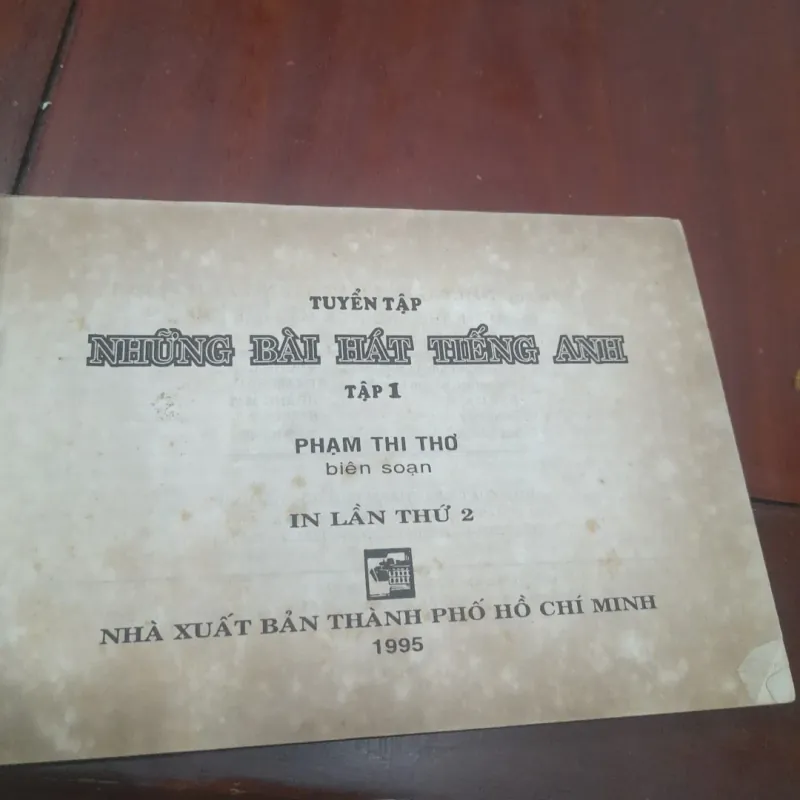 TUYỂN TẬP
NHỮNG BÀI HÁT TIẾNG ANH
TẬP 1
PHẠM THI THƠ
biên soạn
IN LẦN THỨ 2
NHÀ XUẤT BẢN THÀNH PHỐ HỒ CHÍ MINH
1995